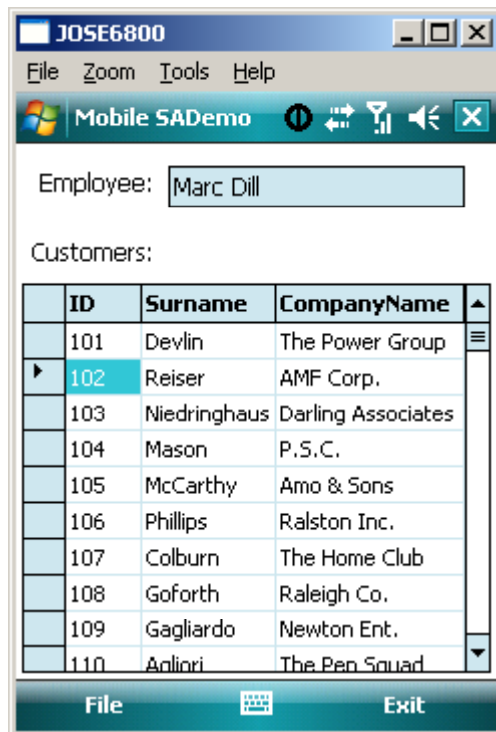 JOSE6800
File Zoom Tools Help
Mobile SADemo
Employee: Marc Dill
Customers:
ID Surname CompanyName
101 Devlin The Power Group
102 Reiser AMF Corp.
103 Niedringhaus Darling Associates
104 Mason P.S.C.
105 McCarthy Amo & Sons
106 Phillips Ralston Inc.
107 Colburn The Home Club
108 Goforth Raleigh Co.
109 Gagliardo Newton Ent.
110 Agliori The Pen Squad
File Exit